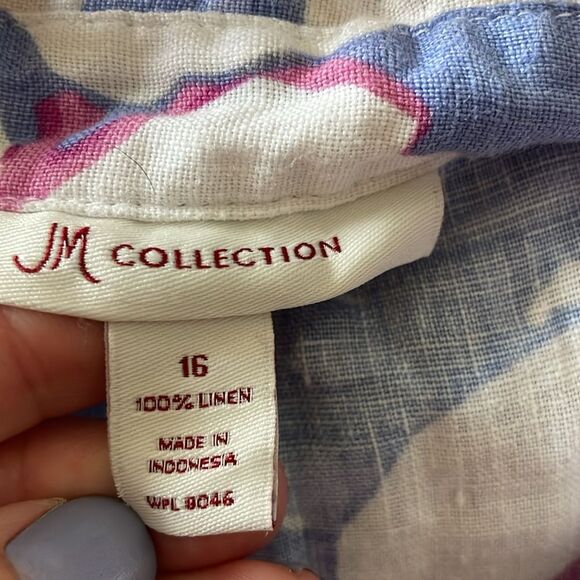 JM COLLECTION
16
100% LINEN
MADE IN
INDONESIA
WPL 8046